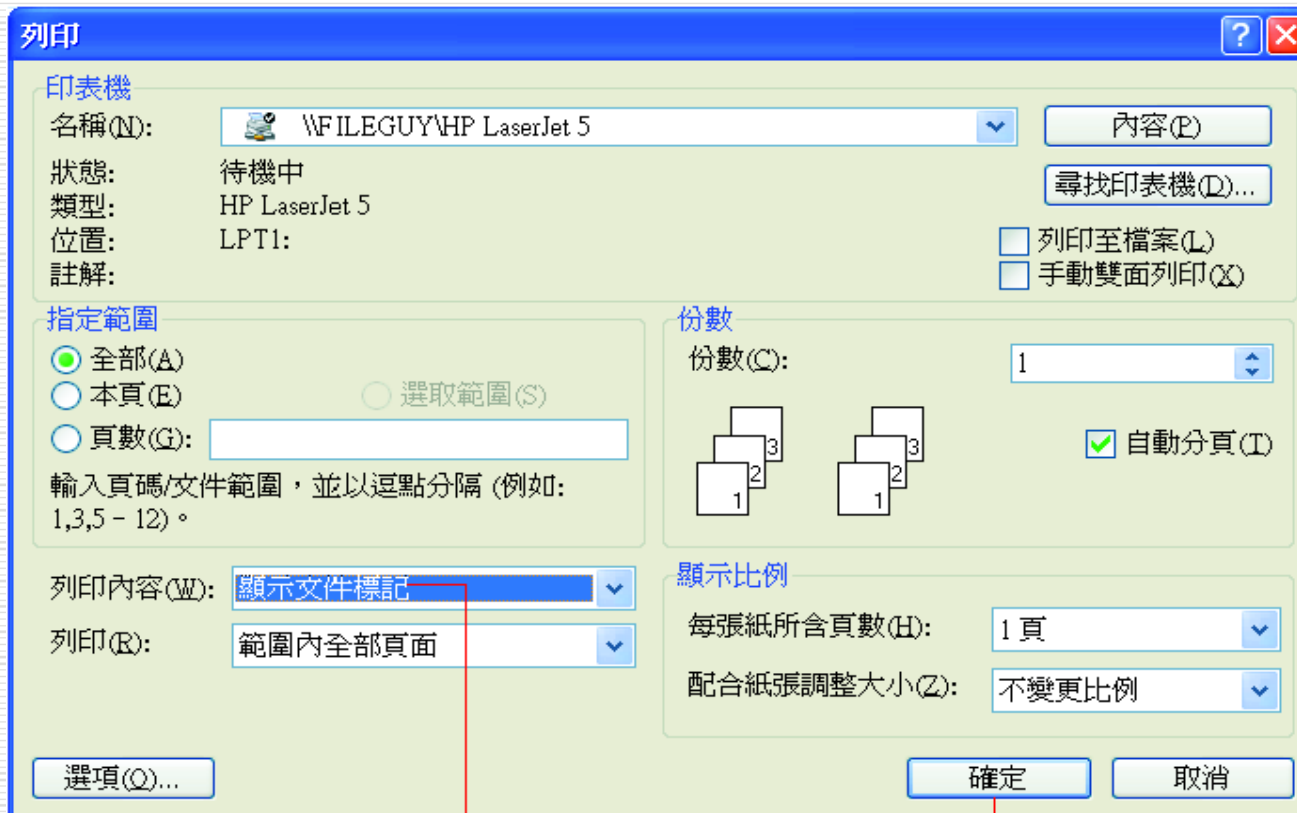 列印
印表機
名稱(N): \\FILEGUY\HP LaserJet 5 內容(P)
狀態: 待機中 尋找印表機(D)...
類型: HP LaserJet 5
位置: LPT1: 列印至檔案(L)
註解: 手動雙面列印(X)
指定範圍
全部(A)
本頁(E) 選取範圍(S)
頁數(G):
輸入頁碼/文件範圍，並以逗點分隔 (例如:
1,3,5 - 12)。
份數
份數(C): 1
3 3
2 2
1 1
自動分頁(T)
列印內容(W): 顯示文件標記
列印(R): 範圍內全部頁面
顯示比例
每張紙所含頁數(H): 1 頁
配合紙張調整大小(Z): 不變更比例
選項(O)... 確定 取消